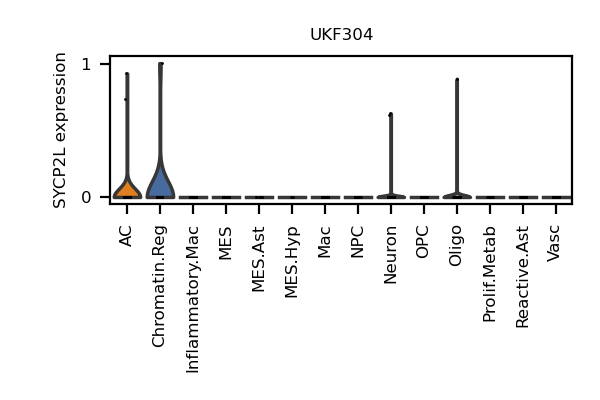 UKF304
SYCP2L expression
1
0
AC
Chromatin.Reg
Inflammatory.Mac
MES
MES.Ast
MES.Hyp
Mac
NPC
Neuron
OPC
Oligo
Prolif.Metab
Reactive.Ast
Vasc